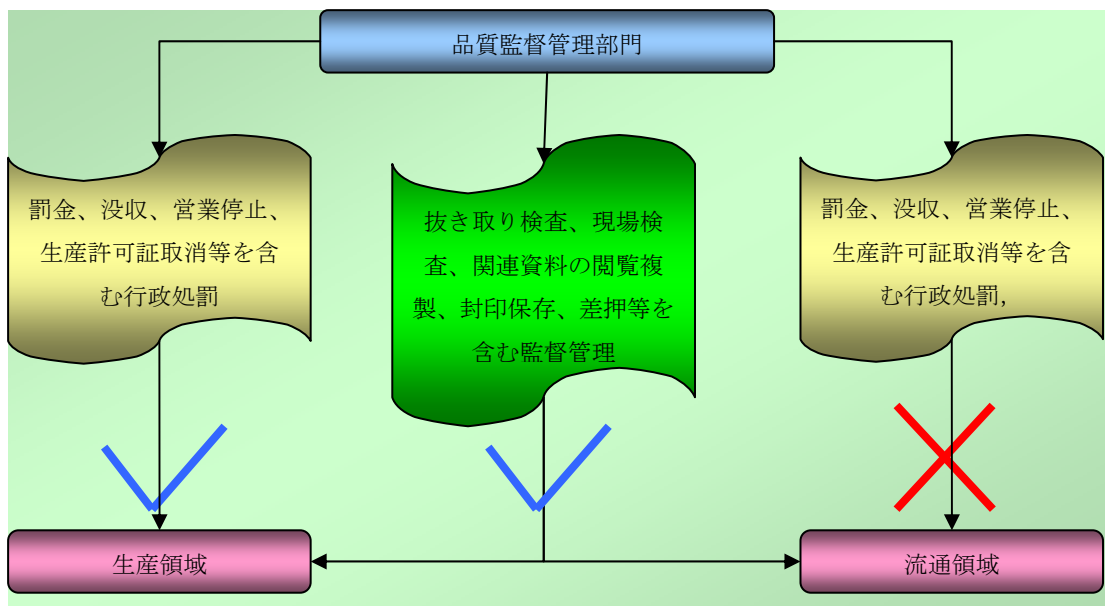 品質監督管理部門
罰金、没収、営業停止、
生産許可証取消等を含
む行政処罰
抜き取り検査、現場検
査、関連資料の閲覧複
製、封印保存、差押等を
含む監督管理
罰金、没収、営業停止、
生産許可証取消等を含
む行政処罰,
生産領域
流通領域